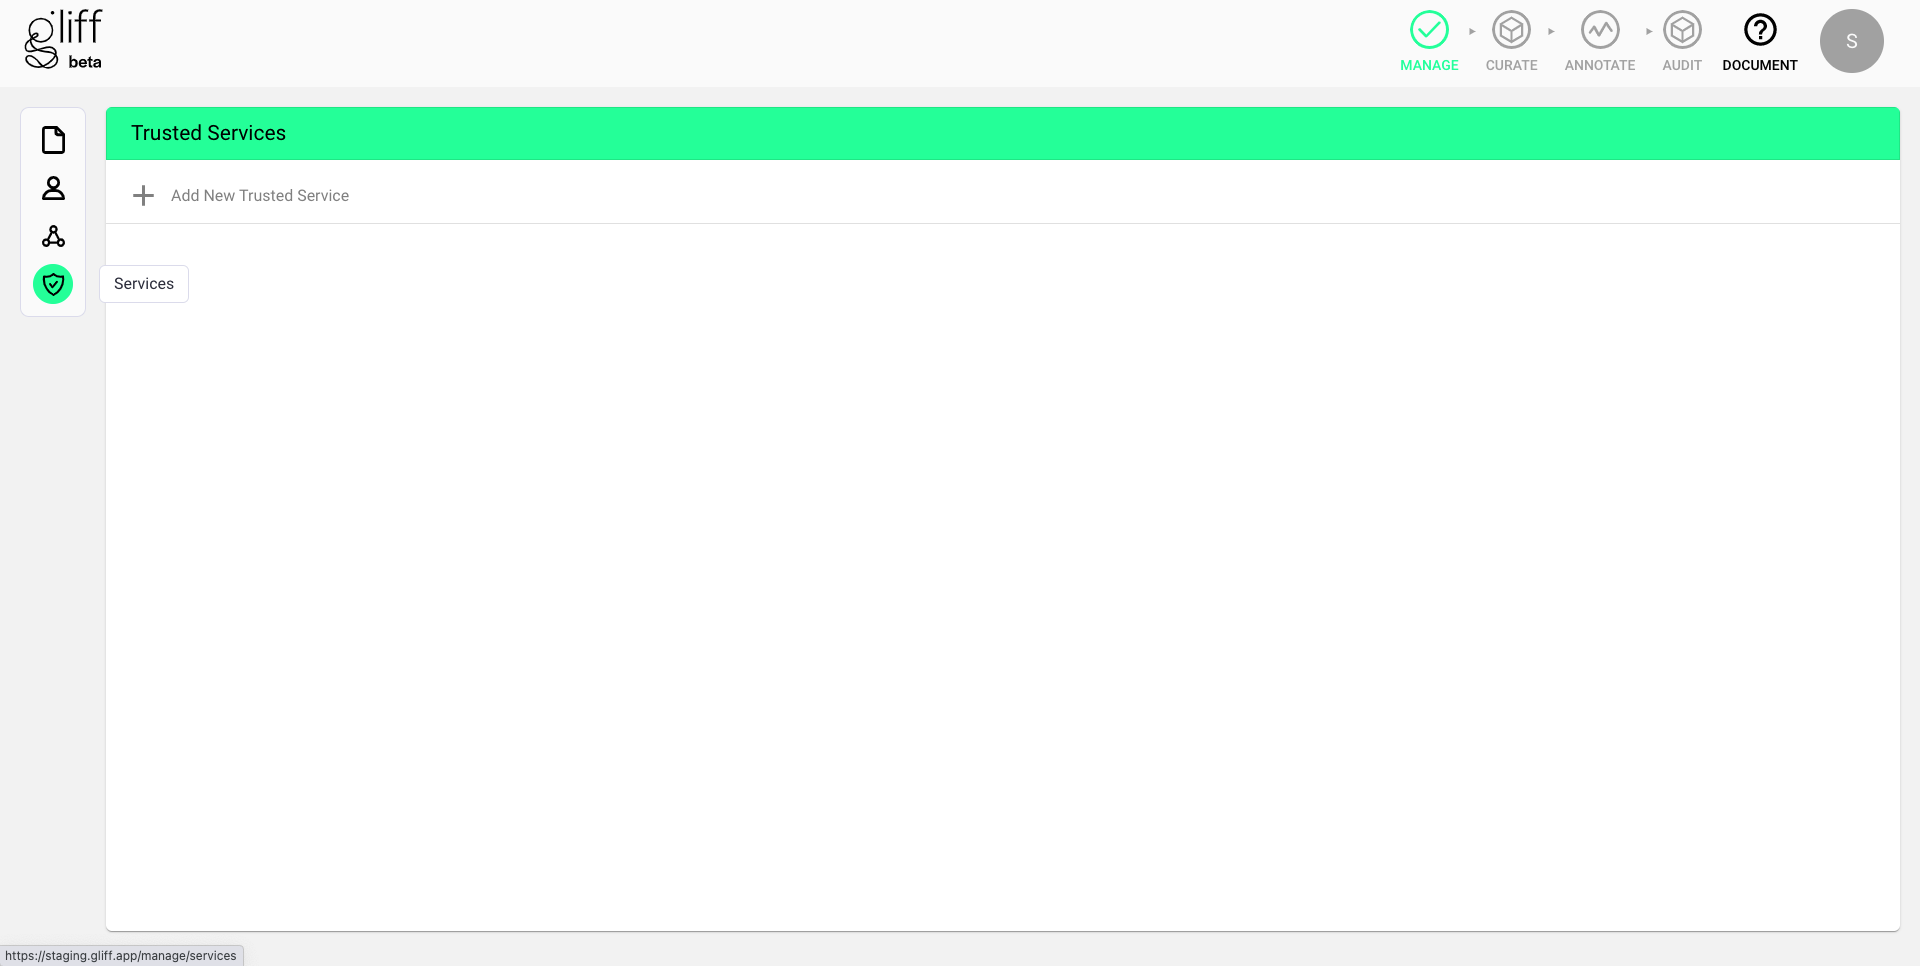 gliff
beta
MANAGE
CURATE
ANNOTATE
AUDIT
DOCUMENT
S
Trusted Services
Add New Trusted Service
Services
https://staging.gliff.app/manage/services